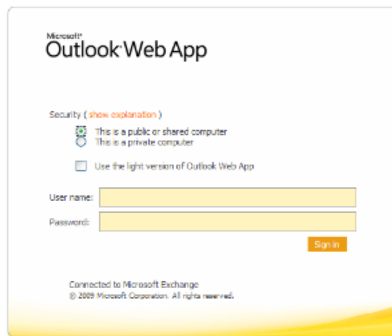 Microsoft®
Outlook Web App
Security ( show explanation )
This is a public or shared computer
This is a private computer
Use the light version of Outlook Web App
User name:
Password:
Sign in
Connected to Microsoft Exchange
© 2009 Microsoft Corporation. All rights reserved.